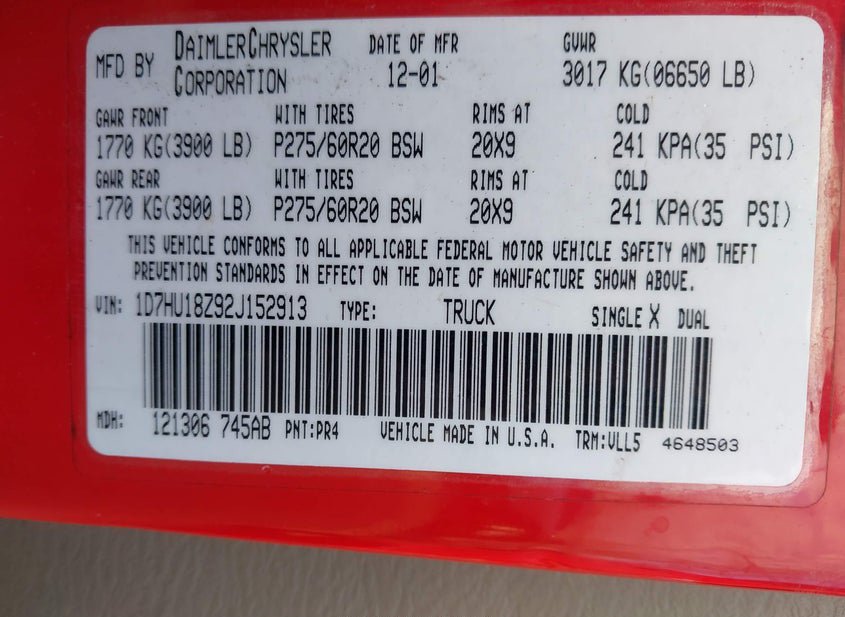 MFD BY DAIMLERCHRYSLER CORPORATION DATE OF MFR 12-01 GVWR 3017 KG(06650 LB)
GAWR FRONT WITH TIRES RIMS AT COLD
1770 KG(3900 LB) P275/60R20 BSW 20X9 241 KPA(35 PSI)
GAWR REAR WITH TIRES RIMS AT COLD
1770 KG(3900 LB) P275/60R20 BSW 20X9 241 KPA(35 PSI)
THIS VEHICLE CONFORMS TO ALL APPLICABLE FEDERAL MOTOR VEHICLE SAFETY AND THEFT
PREVENTION STANDARDS IN EFFECT ON THE DATE OF MANUFACTURE SHOWN ABOVE.
VIN: 1D7HU18Z92J152913 TYPE: TRUCK SINGLE X DUAL
MDH: 121306 745AB PNT:PR4 VEHICLE MADE IN U.S.A. TRM:VLL5 4648503